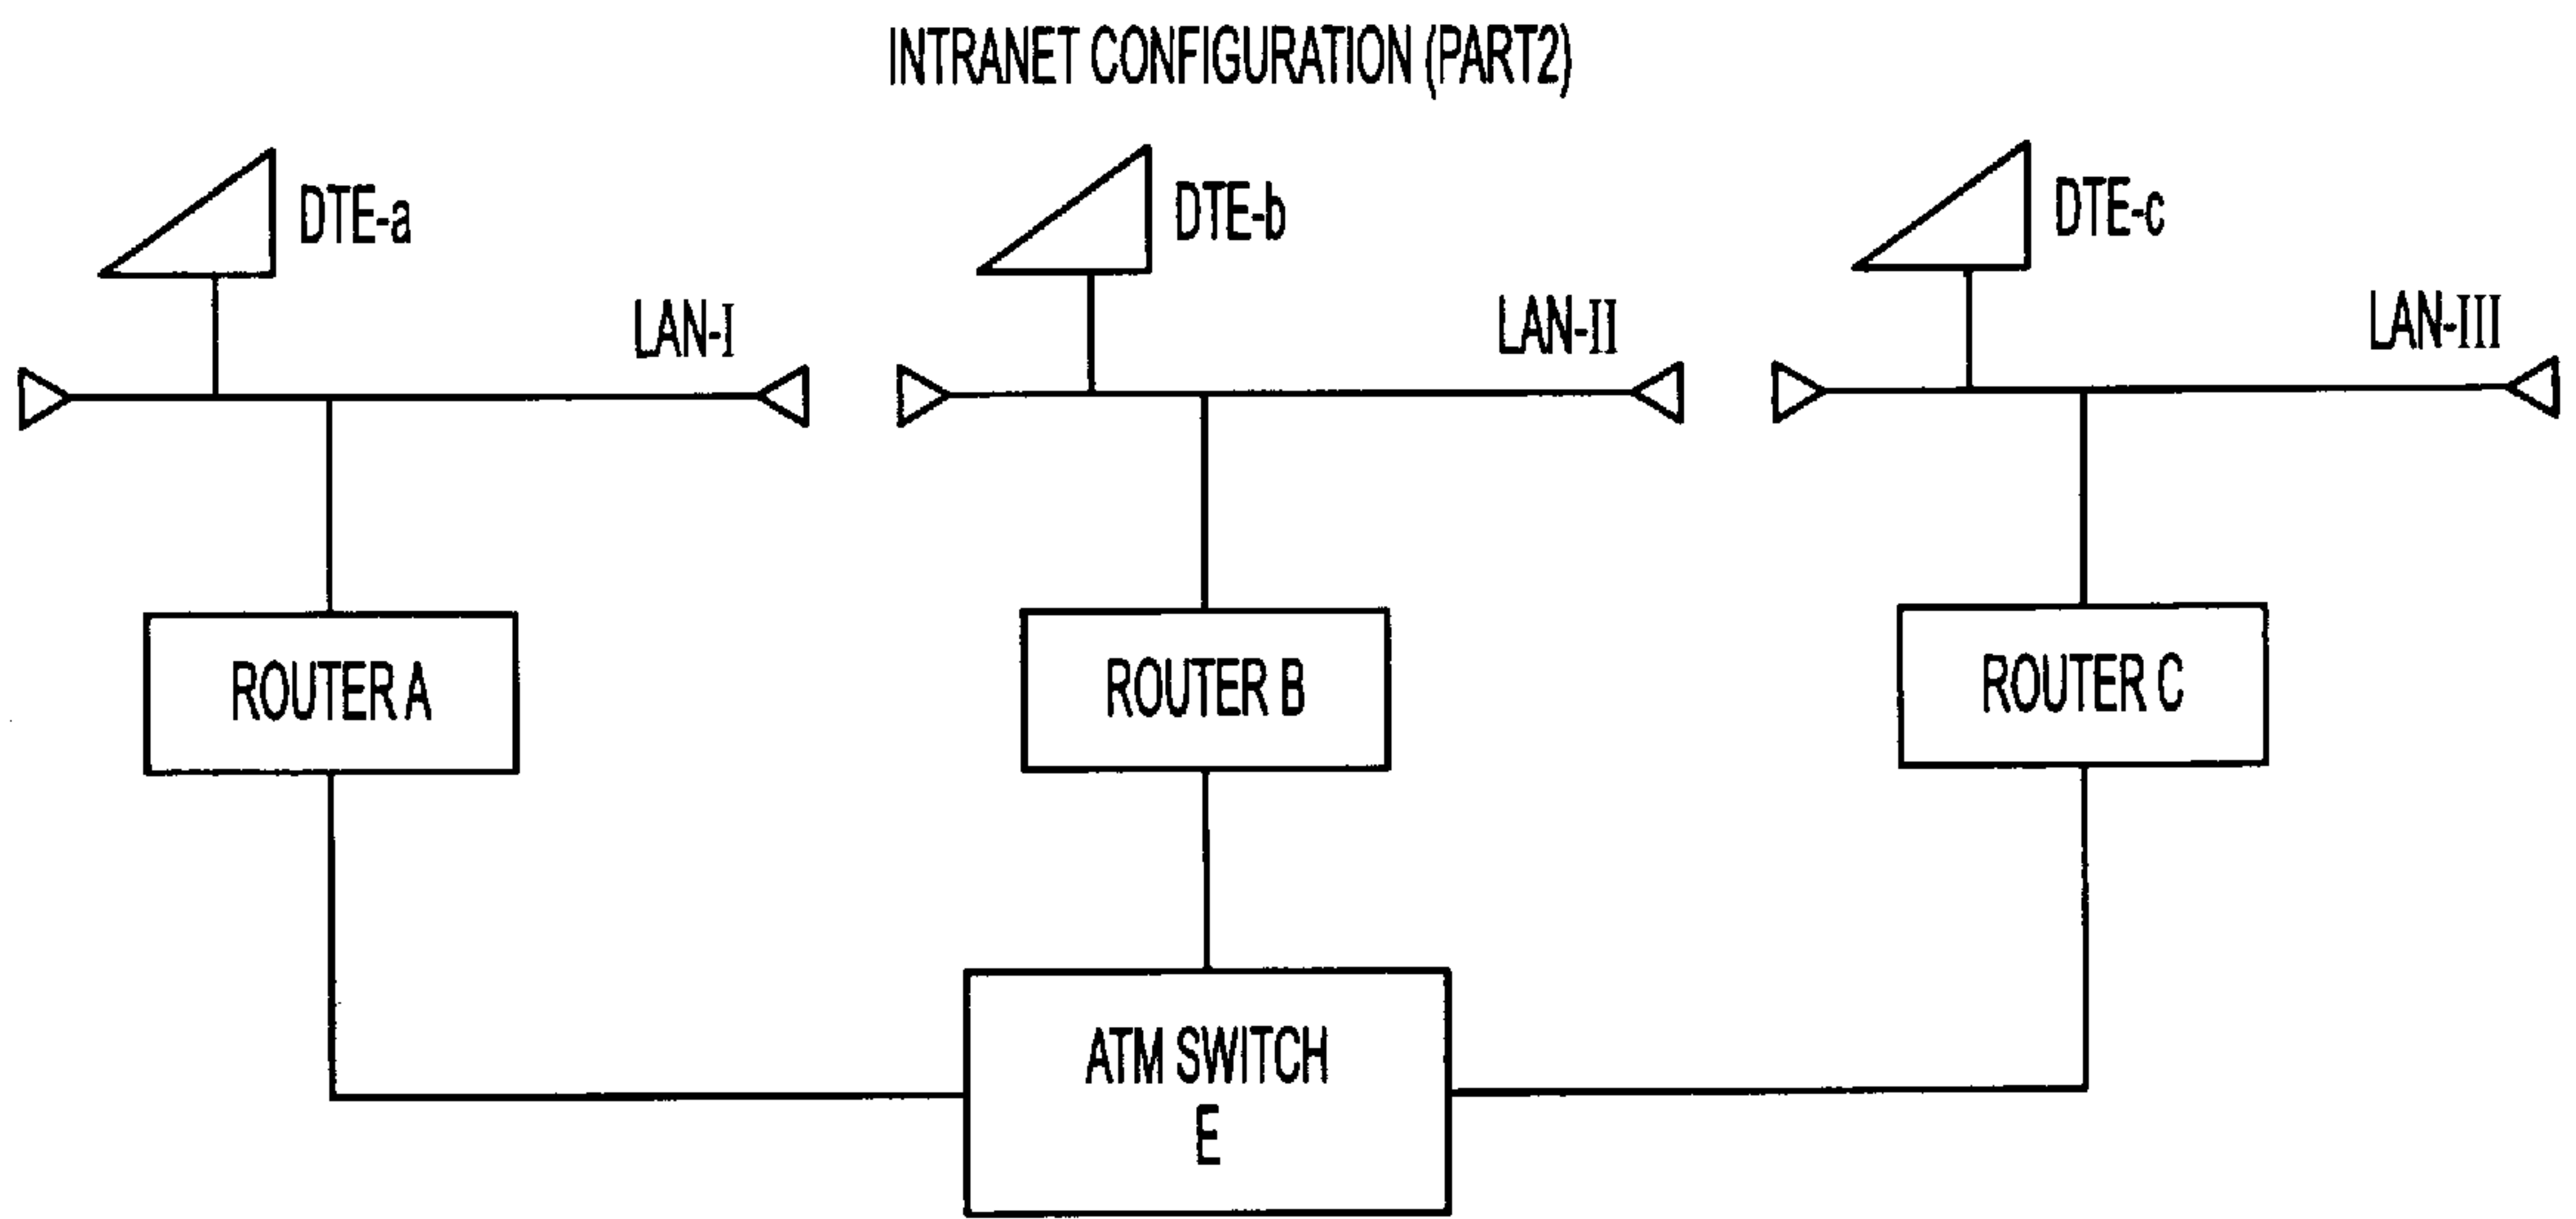 INTRANET CONFIGURATION (PART2)
DTE-a
DTE-b
DTE-c
LAN-I
LAN-II
LAN-III
ROUTER A
ROUTER B
ROUTER C
ATM SWITCH
E